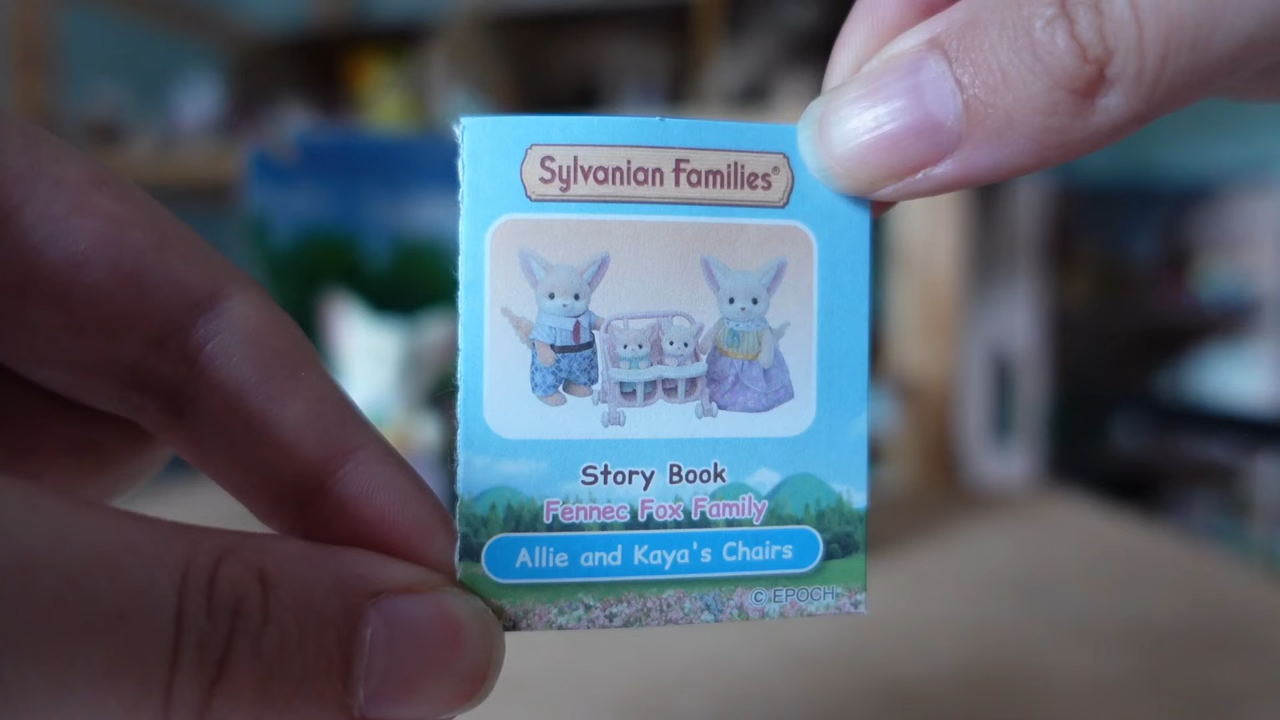 Sylvanian Families®
Story Book
Fennec Fox Family
Allie and Kaya's Chairs
© EPOCH